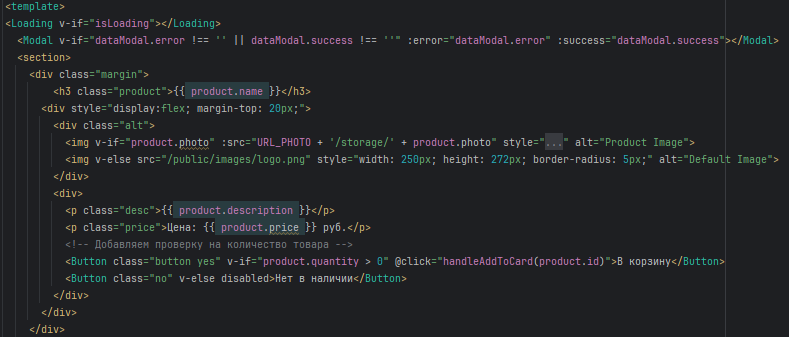 <template>
<Loading v-if="isLoading"></Loading>
<Modal v-if="dataModal.error !== '' || dataModal.success !== ''" :error="dataModal.error" :success="dataModal.success"></Modal>
<section>
<div class="margin">
<h3 class="product">{{ product.name }}</h3>
<div style="display:flex; margin-top: 20px;">
<div class="alt">
<img v-if="product.photo" :src="URL_PHOTO + '/storage/' + product.photo" style="..." alt="Product Image">
<img v-else src="/public/images/logo.png" style="width: 250px; height: 272px; border-radius: 5px;" alt="Default Image">
</div>
<div>
<p class="desc">{{ product.description }}</p>
<p class="price">Цена: {{ product.price }} руб.</p>
<!-- Добавляем проверку на количество товара -->
<Button class="button yes" v-if="product.quantity > 0" @click="handleAddToCard(product.id)">В корзину</Button>
<Button class="no" v-else disabled>Нет в наличии</Button>
</div>
</div>
</div>